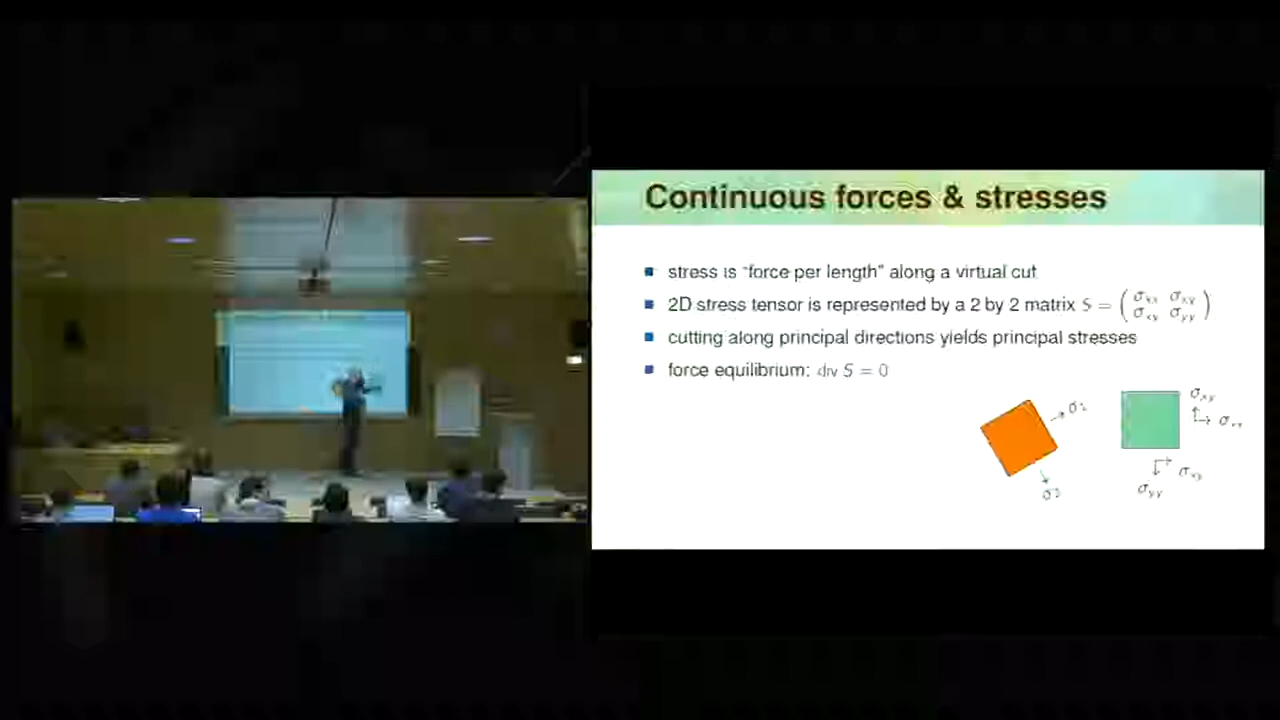 Continuous forces & stresses
stress is "force per length" along a virtual cut
2D stress tensor is represented by a 2 by 2 matrix S = ( σxx σxy
σxy σyy )
cutting along principal directions yields principal stresses
force equilibrium: div S = 0
σxy
σ1
σxx
σxy
σ2
σyy